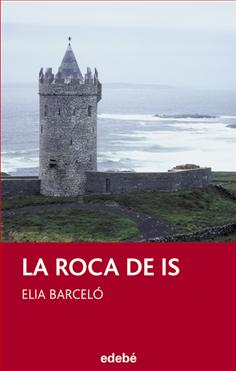 LA ROCA DE IS
ELIA BARCELÓ
edebé